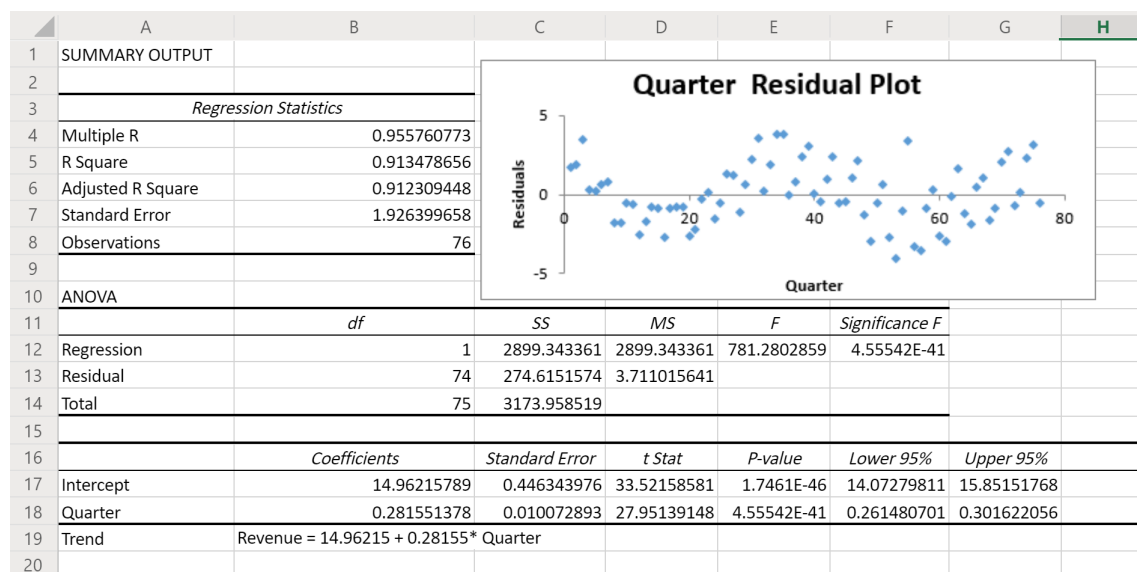 A B C D E F G H
1 SUMMARY OUTPUT
2
3 Regression Statistics
4 Multiple R 0.955760773
5 R Square 0.913478656
6 Adjusted R Square 0.912309448
7 Standard Error 1.926399658
8 Observations 76
9
Quarter Residual Plot
5
Residuals
0
0 20 40 60 80
-5
Quarter
10 ANOVA
11 df SS MS F Significance F
12 Regression 1 2899.343361 2899.343361 781.2802859 4.55542E-41
13 Residual 74 274.6151574 3.711015641
14 Total 75 3173.958519
15
16 Coefficients Standard Error t Stat P-value Lower 95% Upper 95%
17 Intercept 14.96215789 0.446343976 33.52158581 1.7461E-46 14.07279811 15.85151768
18 Quarter 0.281551378 0.010072893 27.95139148 4.55542E-41 0.261480701 0.301622056
19 Trend Revenue = 14.96215 + 0.28155* Quarter
20